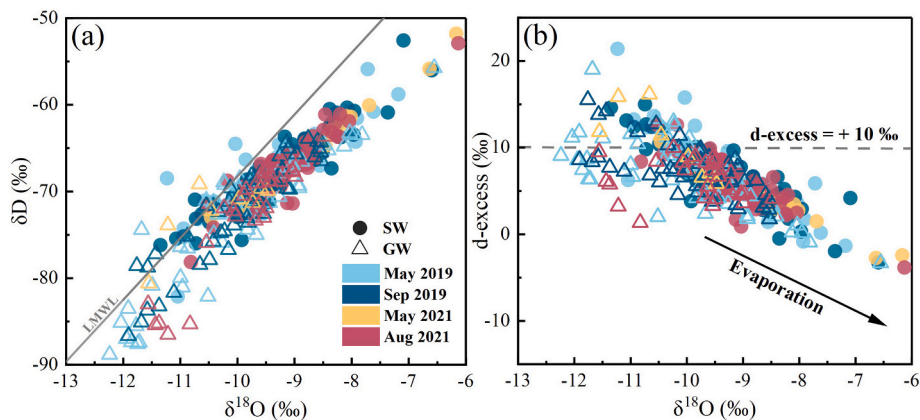 (a)
δD (‰)
-50
-60
-70
-80
-90
LMWL
SW
GW
May 2019
Sep 2019
May 2021
Aug 2021
-13 -12 -11 -10 -9 -8 -7 -6
δ18O (‰)
(b)
d-excess (‰)
20
10
0
-10
d-excess = + 10 ‰
Evaporation
-13 -12 -11 -10 -9 -8 -7 -6
δ18O (‰)